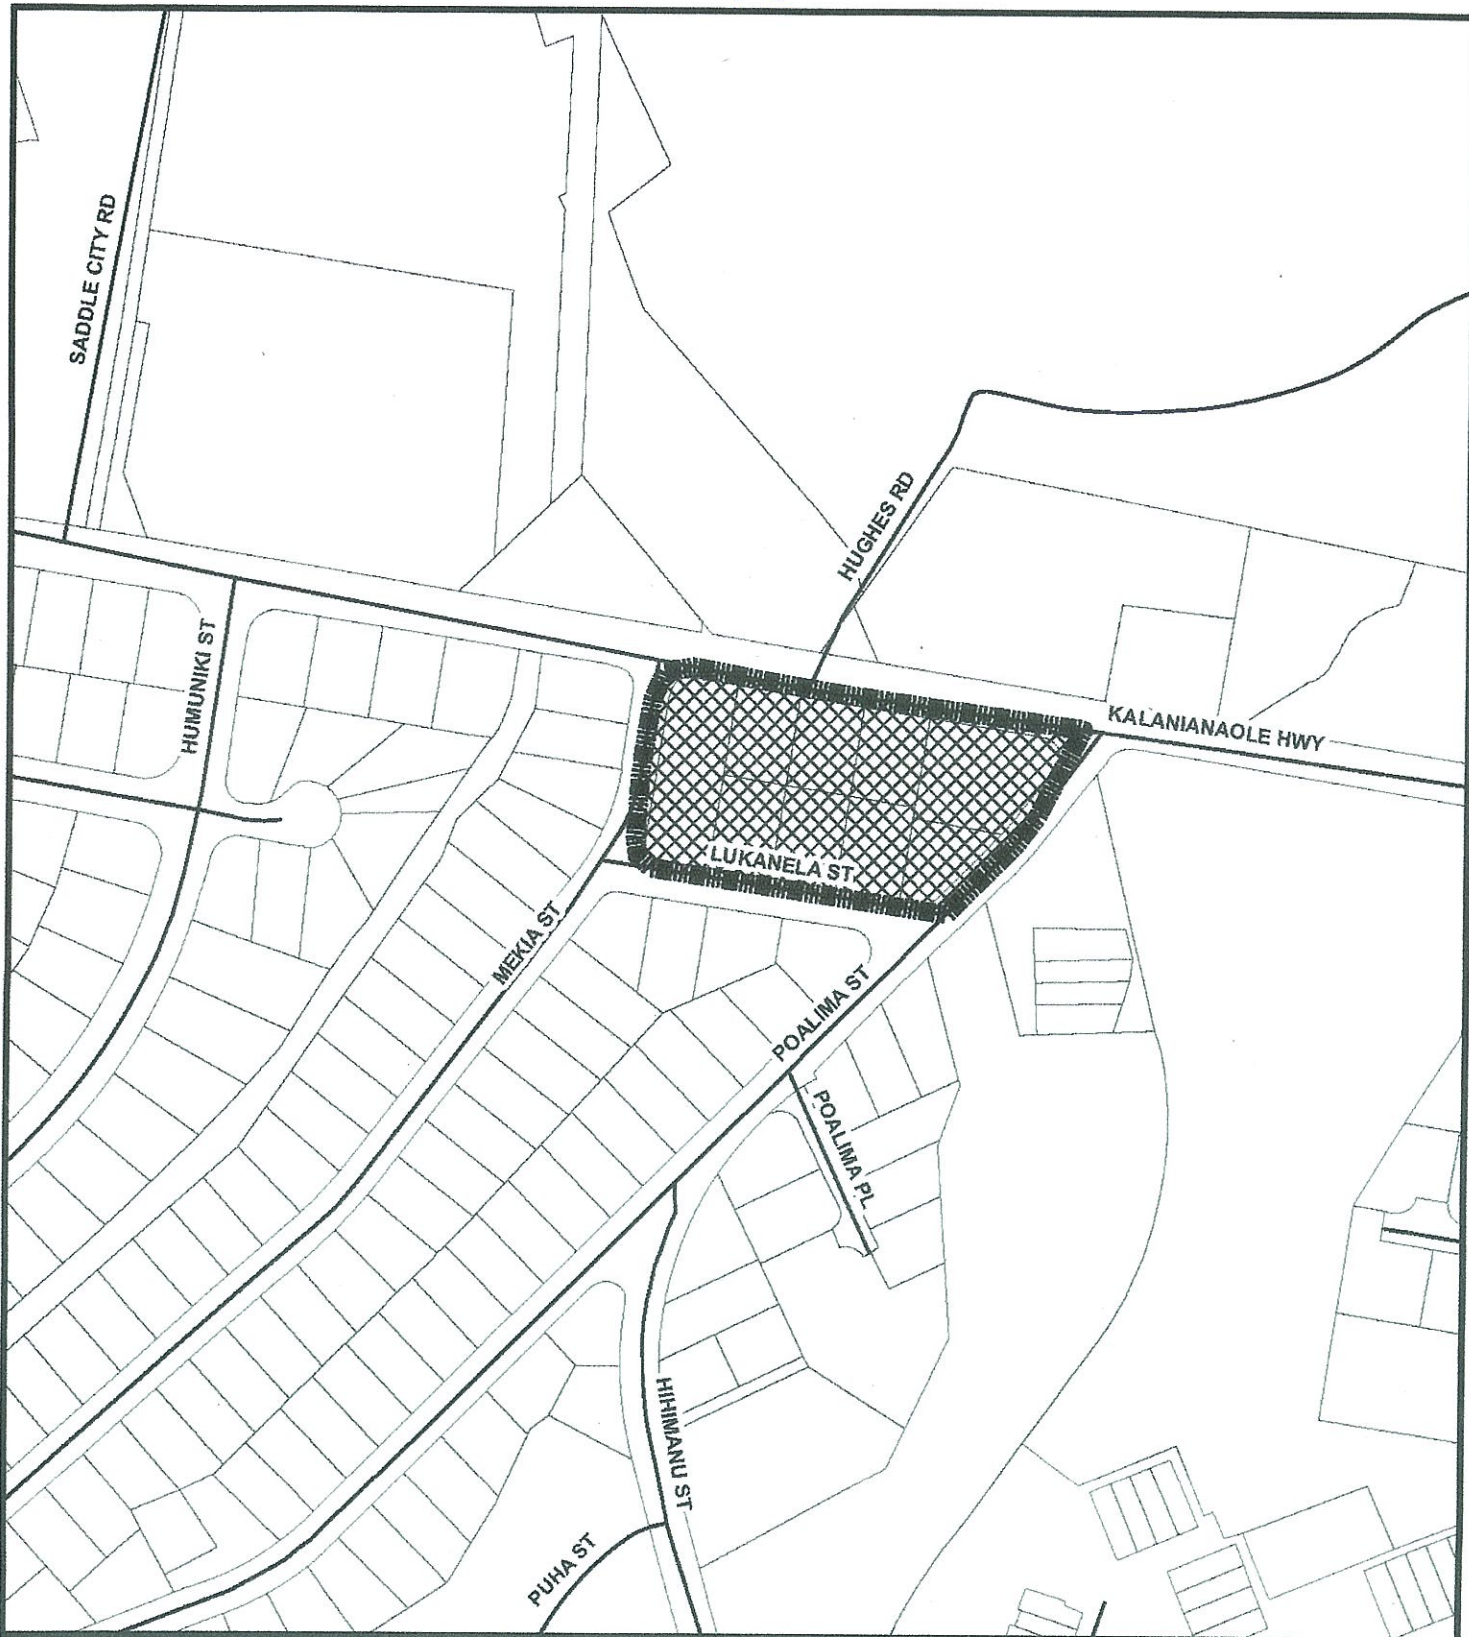 SADDLE CITY RD
HUGHES RD
HUMUNIKI ST
KALANIANAOLE HWY
LUKANELA ST
MEKIA ST
POALIMA ST
POALIMA PL
HIHIMANU ST
PUHA ST